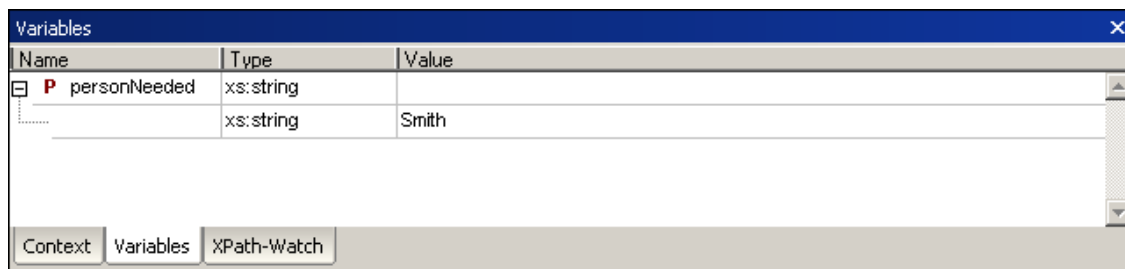 Variables
Name Type Value
P personNeeded xs:string
xs:string Smith
Context Variables XPath-Watch